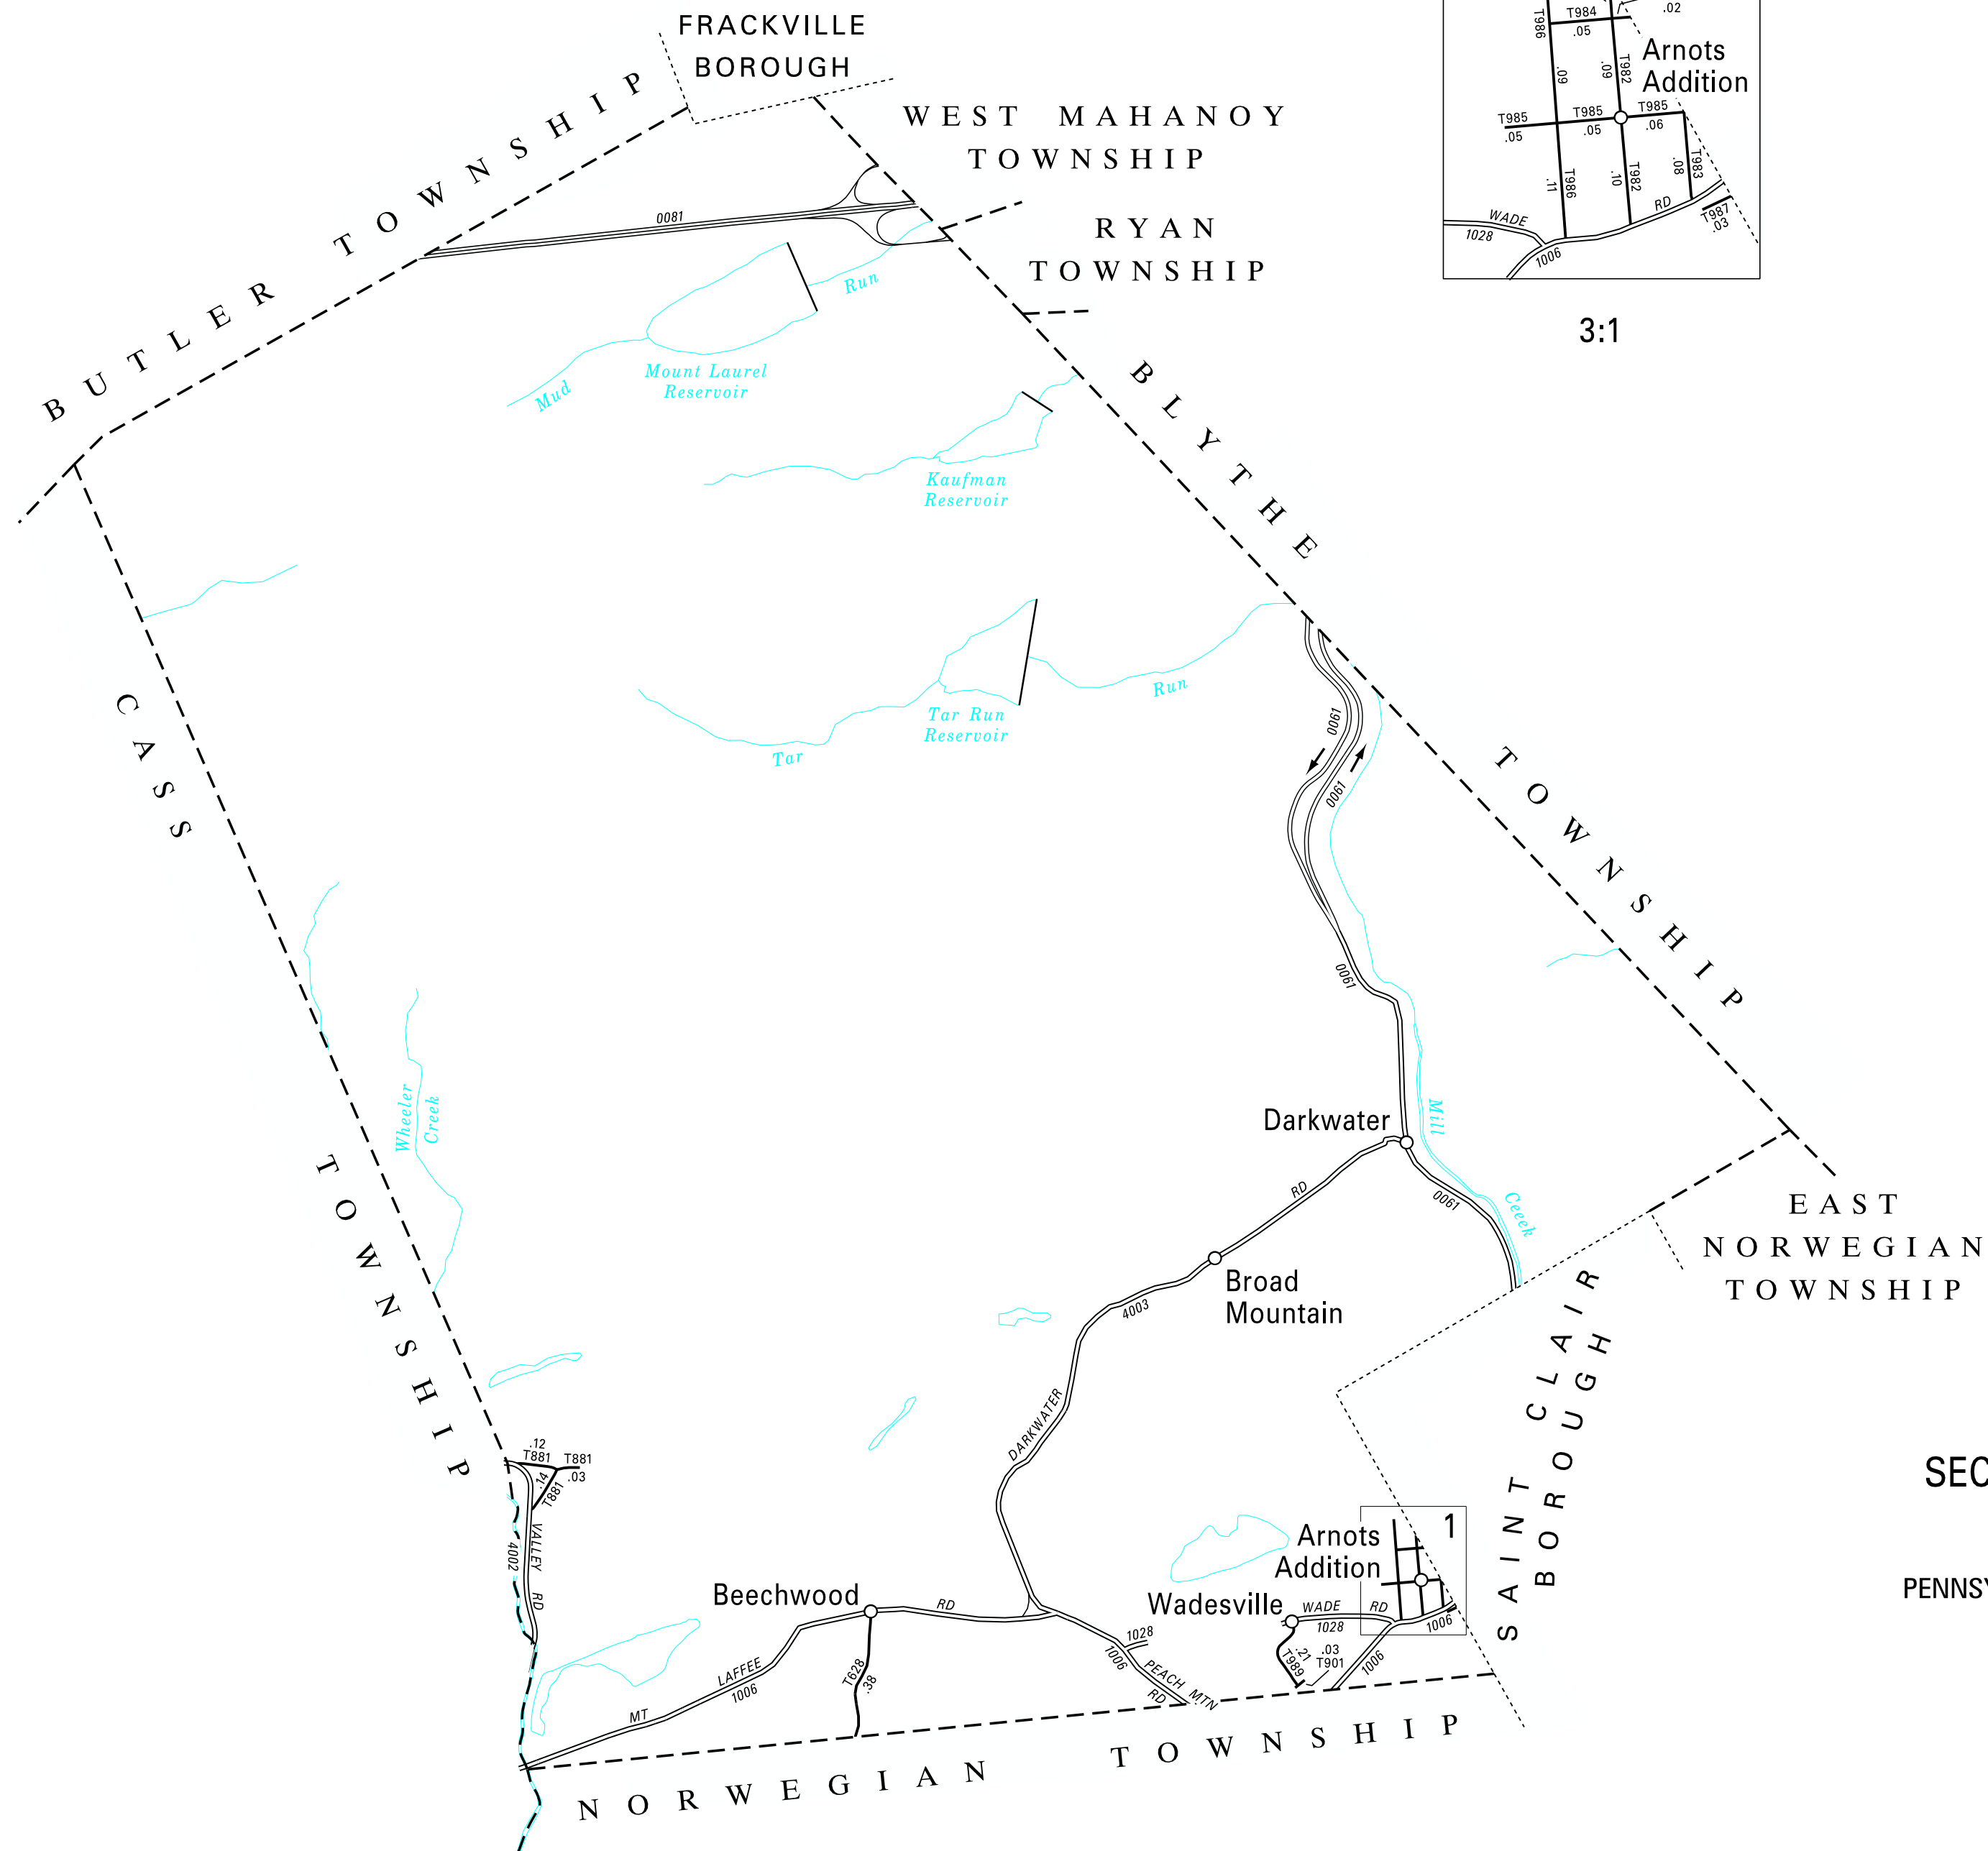 FRACKVILLE
BOROUGH
BUTLER TOWNSHIP
WEST MAHANOY
TOWNSHIP
RYAN
TOWNSHIP
BLYTHE TOWNSHIP
0081
Mud
Run
Mount Laurel
Reservoir
Kaufman
Reservoir
Tar
Run
Tar Run
Reservoir
CASS TOWNSHIP
Wheeler
Creek
0061
0061
0061
Darkwater
Mill
Ceeek
0061
RD
Broad
Mountain
4003
DARKWATER
EAST
NORWEGIAN
TOWNSHIP
SAINT CLAIR
BOROUGH
.12
T881
T881
.03
.14
T881
VALLEY
RD
4002
Beechwood
RD
MT
LAFFEE
1006
T628
.38
1028
1006
PEACH MTN
RD
Wadesville
Arnots
Addition
1
WADE
RD
1028
1006
.21
T989
.03
T901
1006
NORWEGIAN TOWNSHIP
SEC
PENNSY
T986
T984
.05
.02
Arnots
Addition
.09
.09
T982
T985
.05
T985
.05
T985
.06
.11
T986
.10
T982
.08
T983
WADE
1028
RD
T987
.03
1006
3:1